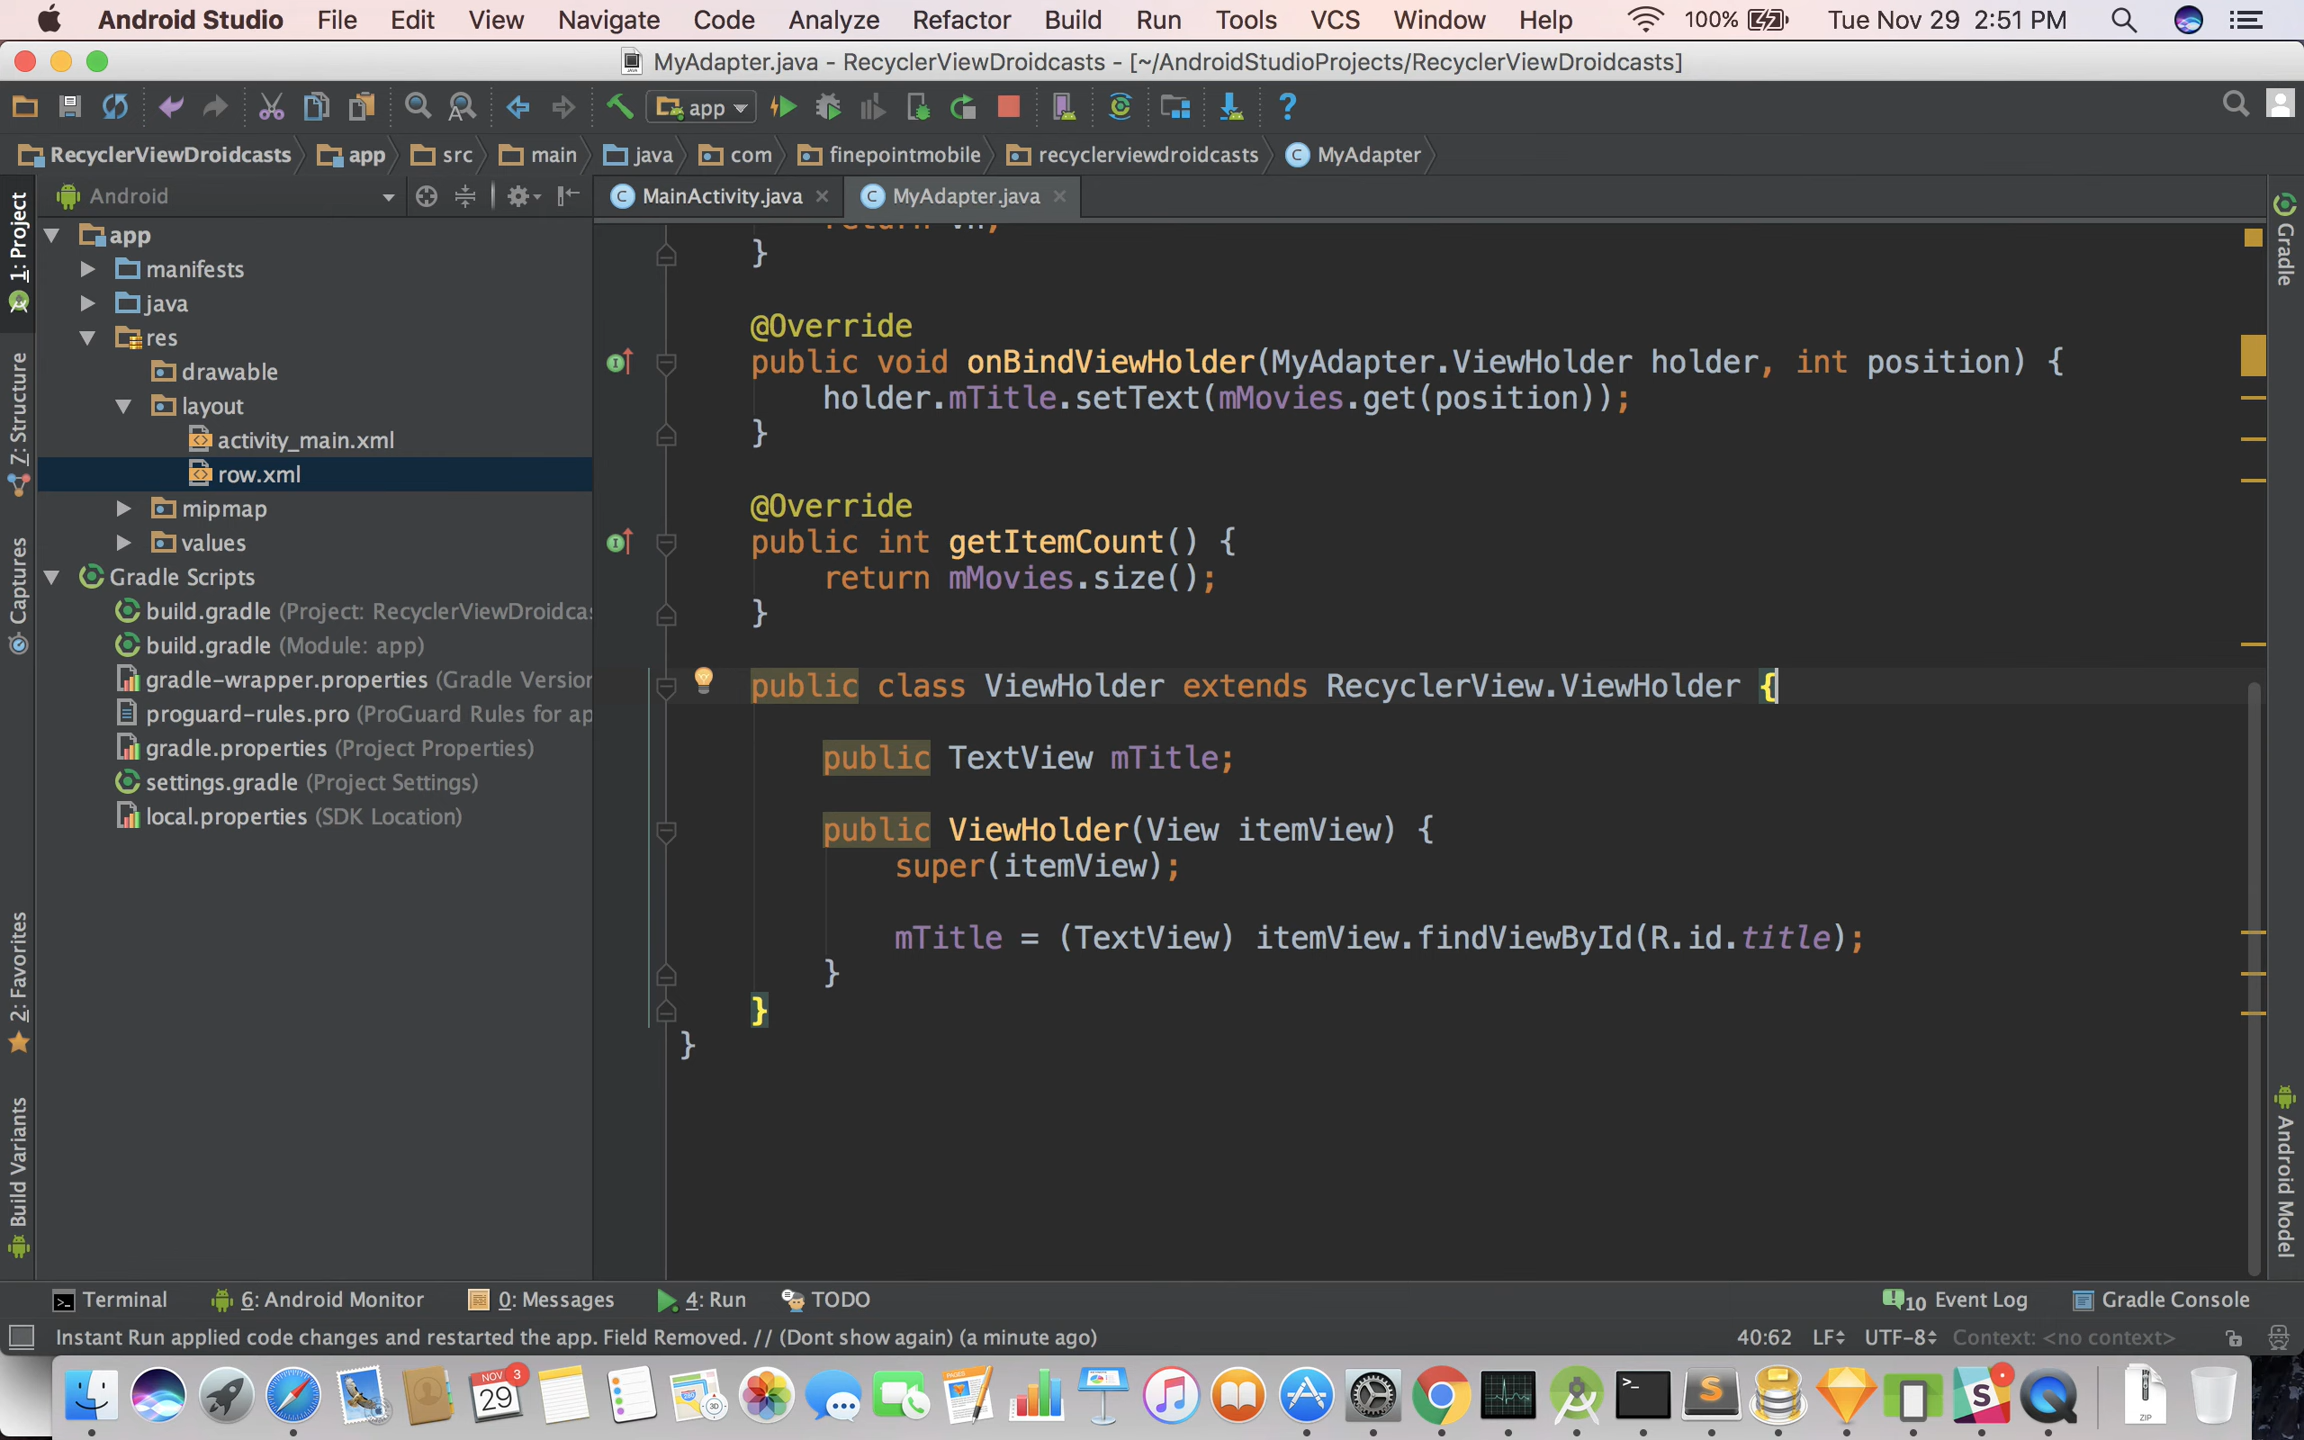 Android Studio File Edit View Navigate Code Analyze Refactor Build Run Tools VCS Window Help 100% Tue Nov 29 2:51 PM
MyAdapter.java - RecyclerViewDroidcasts - [~/AndroidStudioProjects/RecyclerViewDroidcasts]
app
RecyclerViewDroidcasts app src main java com finepointmobile recyclerviewdroidcasts MyAdapter
Android
MainActivity.java MyAdapter.java
1: Project
7: Structure
Captures
2: Favorites
Build Variants
app
manifests
java
res
drawable
layout
activity_main.xml
row.xml
mipmap
values
Gradle Scripts
build.gradle (Project: RecyclerViewDroidcas
build.gradle (Module: app)
gradle-wrapper.properties (Gradle Version
proguard-rules.pro (ProGuard Rules for ap
gradle.properties (Project Properties)
settings.gradle (Project Settings)
local.properties (SDK Location)
return vh;
}
@Override
public void onBindViewHolder(MyAdapter.ViewHolder holder, int position) {
holder.mTitle.setText(mMovies.get(position));
}
@Override
public int getItemCount() {
return mMovies.size();
}
public class ViewHolder extends RecyclerView.ViewHolder {
public TextView mTitle;
public ViewHolder(View itemView) {
super(itemView);
mTitle = (TextView) itemView.findViewById(R.id.title);
}
}
}
Gradle
Android Model
Terminal 6: Android Monitor 0: Messages 4: Run TODO 10 Event Log Gradle Console
Instant Run applied code changes and restarted the app. Field Removed. // (Dont show again) (a minute ago) 40:62 LF UTF-8 Context: <no context>
NOV
29
3
3D
PAGES
ZIP